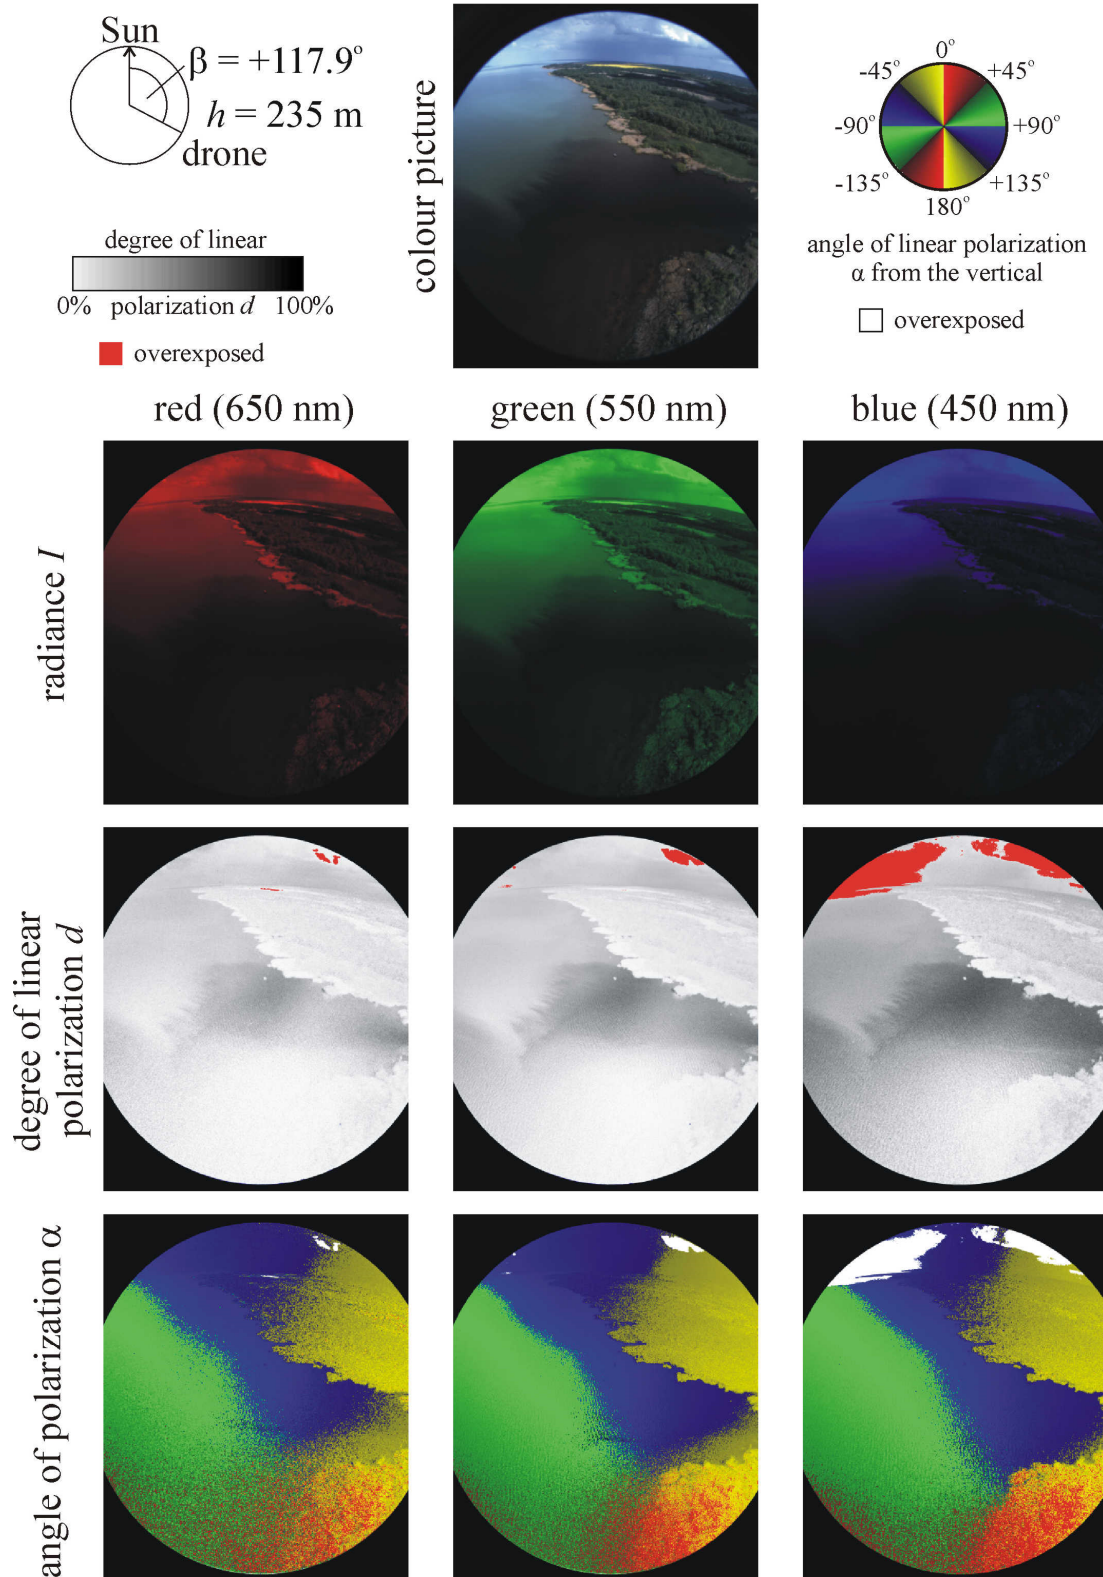 Sun
β = +117.9°
h = 235 m
drone
degree of linear
0% polarization d 100%
overexposed
colour picture
0°
-45° +45°
-90° +90°
-135° +135°
180°
angle of linear polarization
α from the vertical
overexposed
red (650 nm) green (550 nm) blue (450 nm)
radiance I
degree of linear
polarization d
angle of polarization α